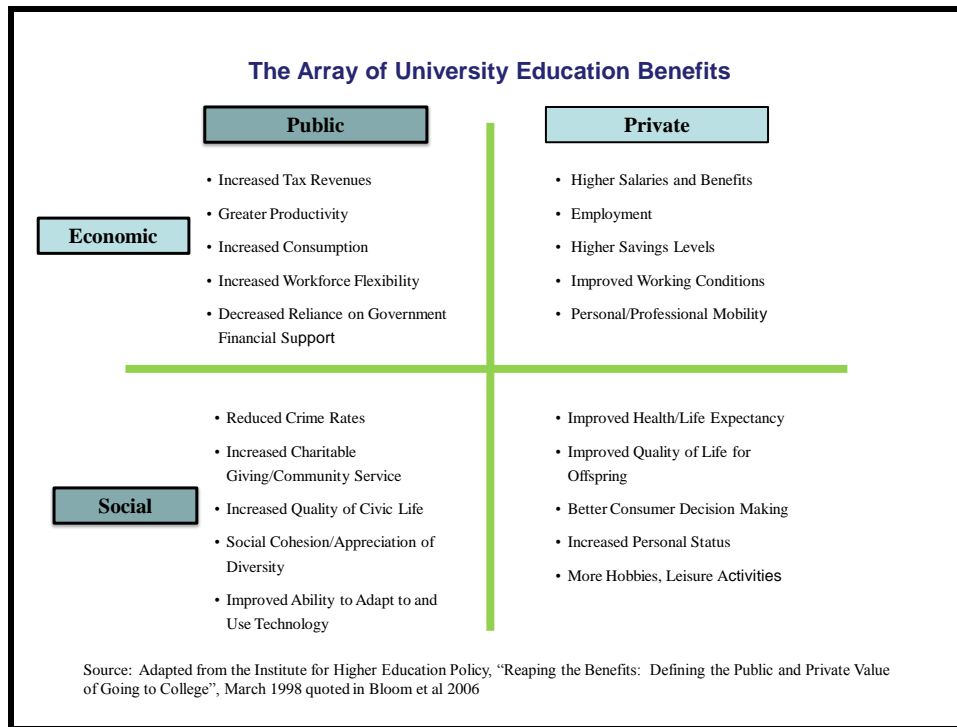 The Array of University Education Benefits
Public
Private
Economic
• Increased Tax Revenues
• Greater Productivity
• Increased Consumption
• Increased Workforce Flexibility
• Decreased Reliance on Government
Financial Support
• Higher Salaries and Benefits
• Employment
• Higher Savings Levels
• Improved Working Conditions
• Personal/Professional Mobility
Social
• Reduced Crime Rates
• Increased Charitable
Giving/Community Service
• Increased Quality of Civic Life
• Social Cohesion/Appreciation of
Diversity
• Improved Ability to Adapt to and
Use Technology
• Improved Health/Life Expectancy
• Improved Quality of Life for
Offspring
• Better Consumer Decision Making
• Increased Personal Status
• More Hobbies, Leisure Activities
Source: Adapted from the Institute for Higher Education Policy, “Reaping the Benefits: Defining the Public and Private Value
of Going to College”, March 1998 quoted in Bloom et al 2006